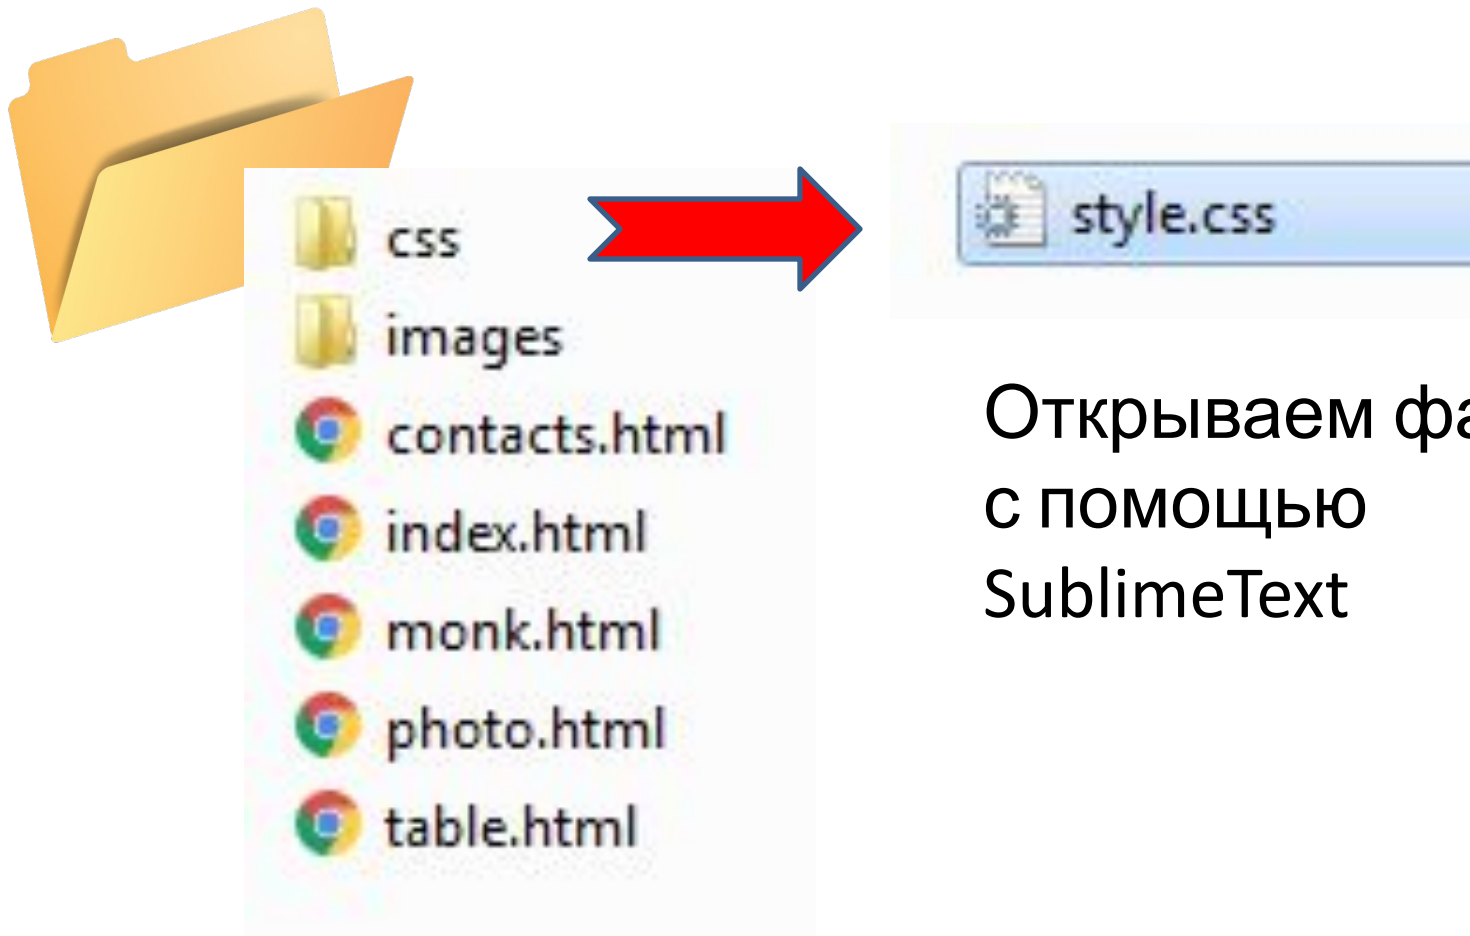 css
images
contacts.html
index.html
monk.html
photo.html
table.html
style.css
Открываем
с помощью
SublimeText